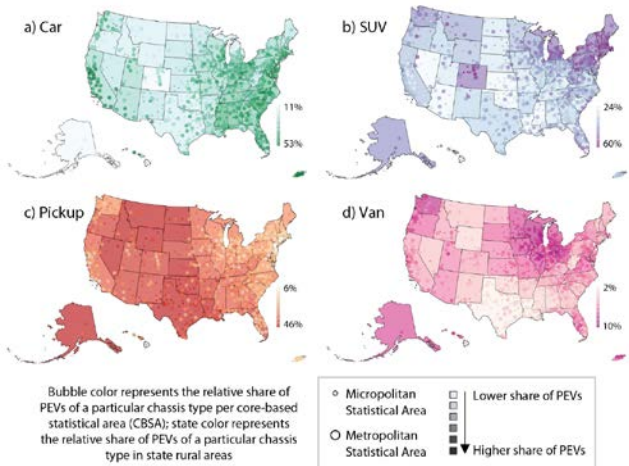 a) Car
11%
53%
b) SUV
24%
60%
c) Pickup
6%
46%
d) Van
2%
10%
Bubble color represents the relative share of
PEVs of a particular chassis type per core-based
statistical area (CBSA); state color represents
the relative share of PEVs of a particular chassis
type in state rural areas
Micropolitan
Statistical Area
Metropolitan
Statistical Area
Lower share of PEVs
Higher share of PEVs